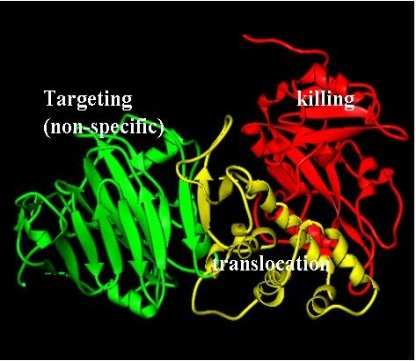 Targeting
(non-specific)
killing
translocation